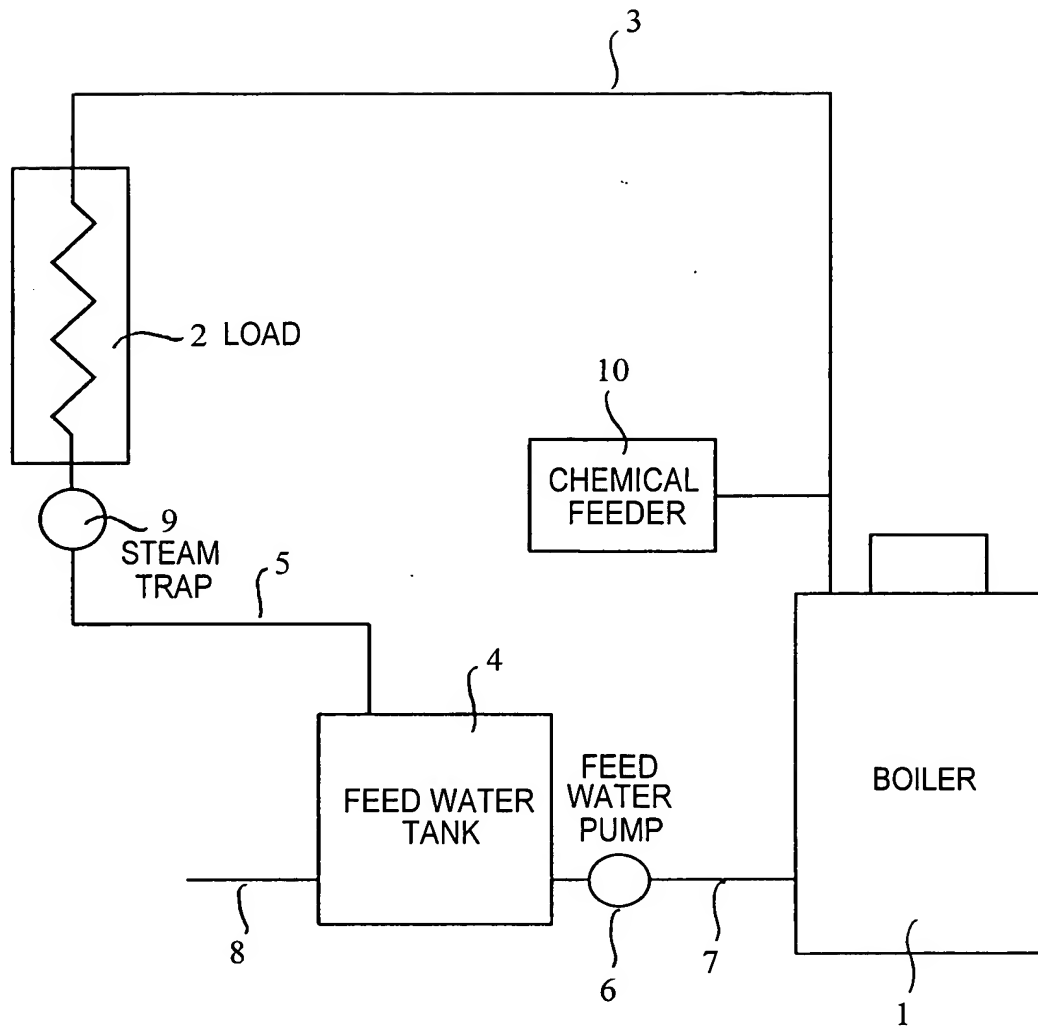 3
2 LOAD
10
CHEMICAL
FEEDER
9
STEAM
TRAP
5
4
FEED WATER
TANK
FEED
WATER
PUMP
BOILER
8
6
7
1